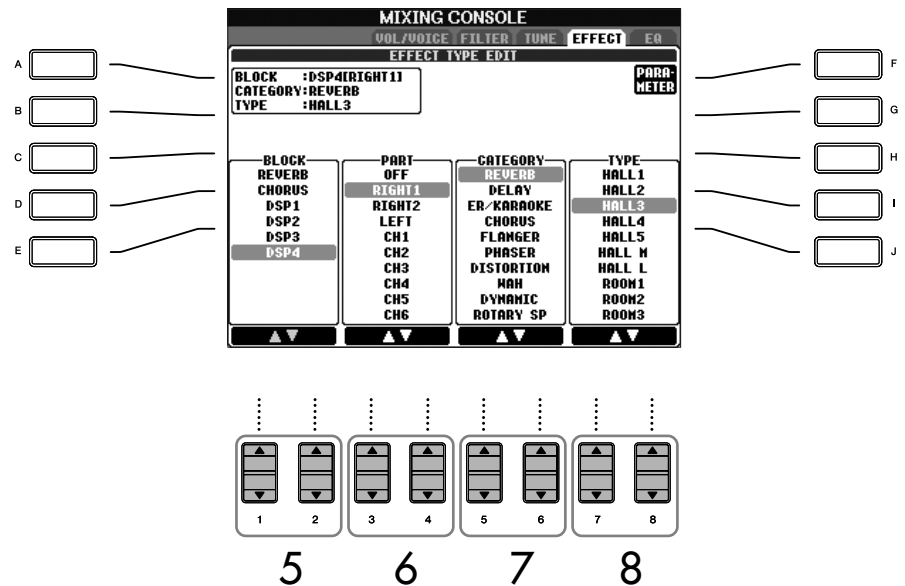 MIXING CONSOLE
VOL/VOICE FILTER TUNE EFFECT EQ
EFFECT TYPE EDIT
BLOCK :DSP4[RIGHT1]
CATEGORY:REVERB
TYPE :HALL3
PARA-
METER
A
B
C
D
E
F
G
H
I
J
BLOCK
REVERB
CHORUS
DSP1
DSP2
DSP3
DSP4
PART
OFF
RIGHT1
RIGHT2
LEFT
CH1
CH2
CH3
CH4
CH5
CH6
CATEGORY
REVERB
DELAY
ER/KARAOKE
CHORUS
FLANGER
PHASER
DISTORTION
WAH
DYNAMIC
ROTARY SP
TYPE
HALL1
HALL2
HALL3
HALL4
HALL5
HALL M
HALL L
ROOM1
ROOM2
ROOM3
1 2 3 4 5 6 7 8
5 6 7 8